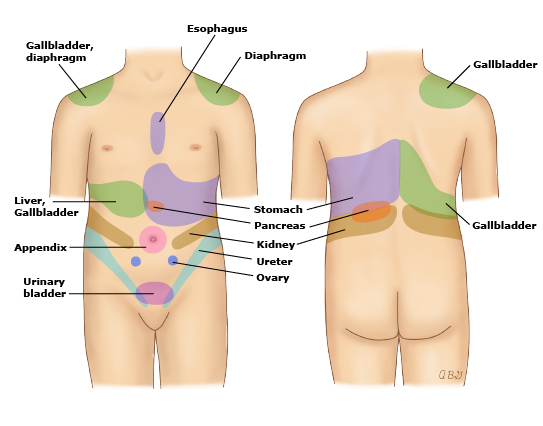 Esophagus
Gallbladder,
diaphragm
Diaphragm
Gallbladder
Liver,
Gallbladder
Stomach
Pancreas
Gallbladder
Appendix
Kidney
Ureter
Ovary
Urinary
bladder